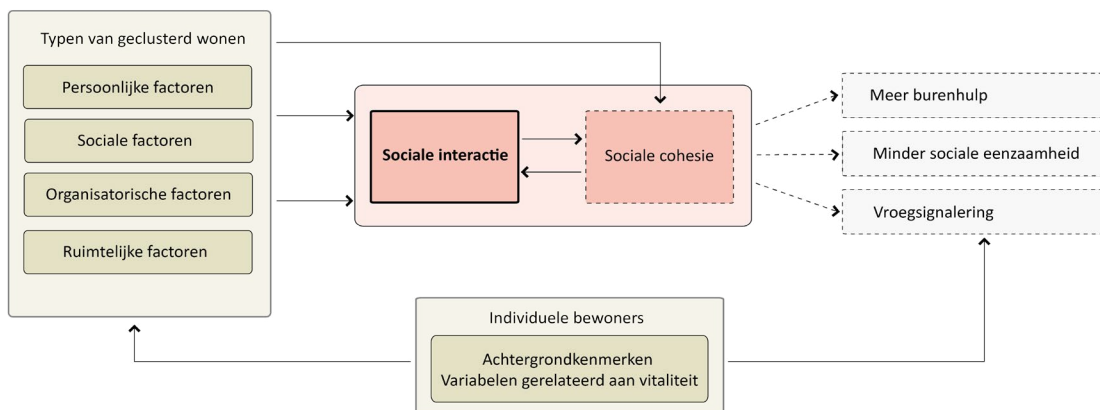 Typen van geclusterd wonen
Persoonlijke factoren
Sociale factoren
Organisatorische factoren
Ruimtelijke factoren
Sociale interactie
Sociale cohesie
Meer burenhulp
Minder sociale eenzaamheid
Vroegsignalering
Individuele bewoners
Achtergrondkenmerken
Variabelen gerelateerd aan vitaliteit